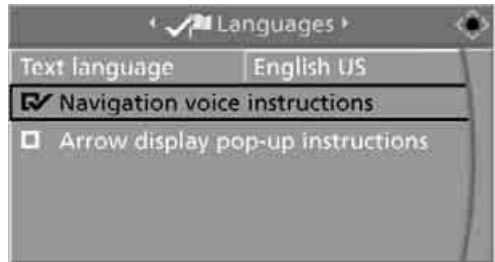 Languages
Text language English US
Navigation voice instructions
Arrow display pop-up instructions